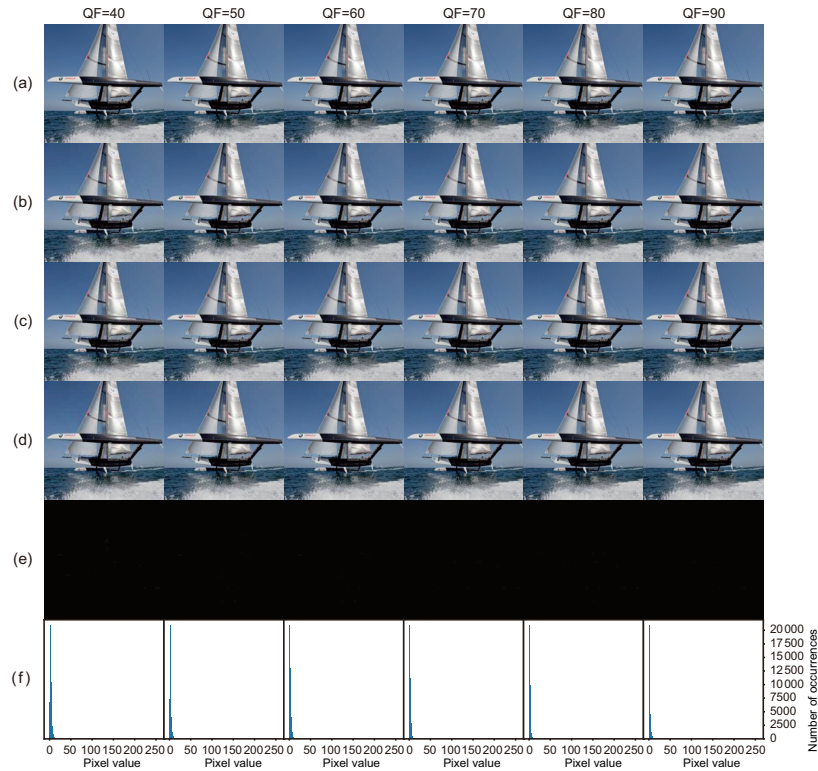 QF=40 QF=50 QF=60 QF=70 QF=80 QF=90
(a)
(b)
(c)
(d)
(e)
(f)
20000
17500
15000
12500
10000
7500
5000
2500
0
Number of occurrences
0 50 100 150 200 250 0 50 100 150 200 250 0 50 100 150 200 250 0 50 100 150 200 250 0 50 100 150 200 250 0 50 100 150 200 250
Pixel value Pixel value Pixel value Pixel value Pixel value Pixel value